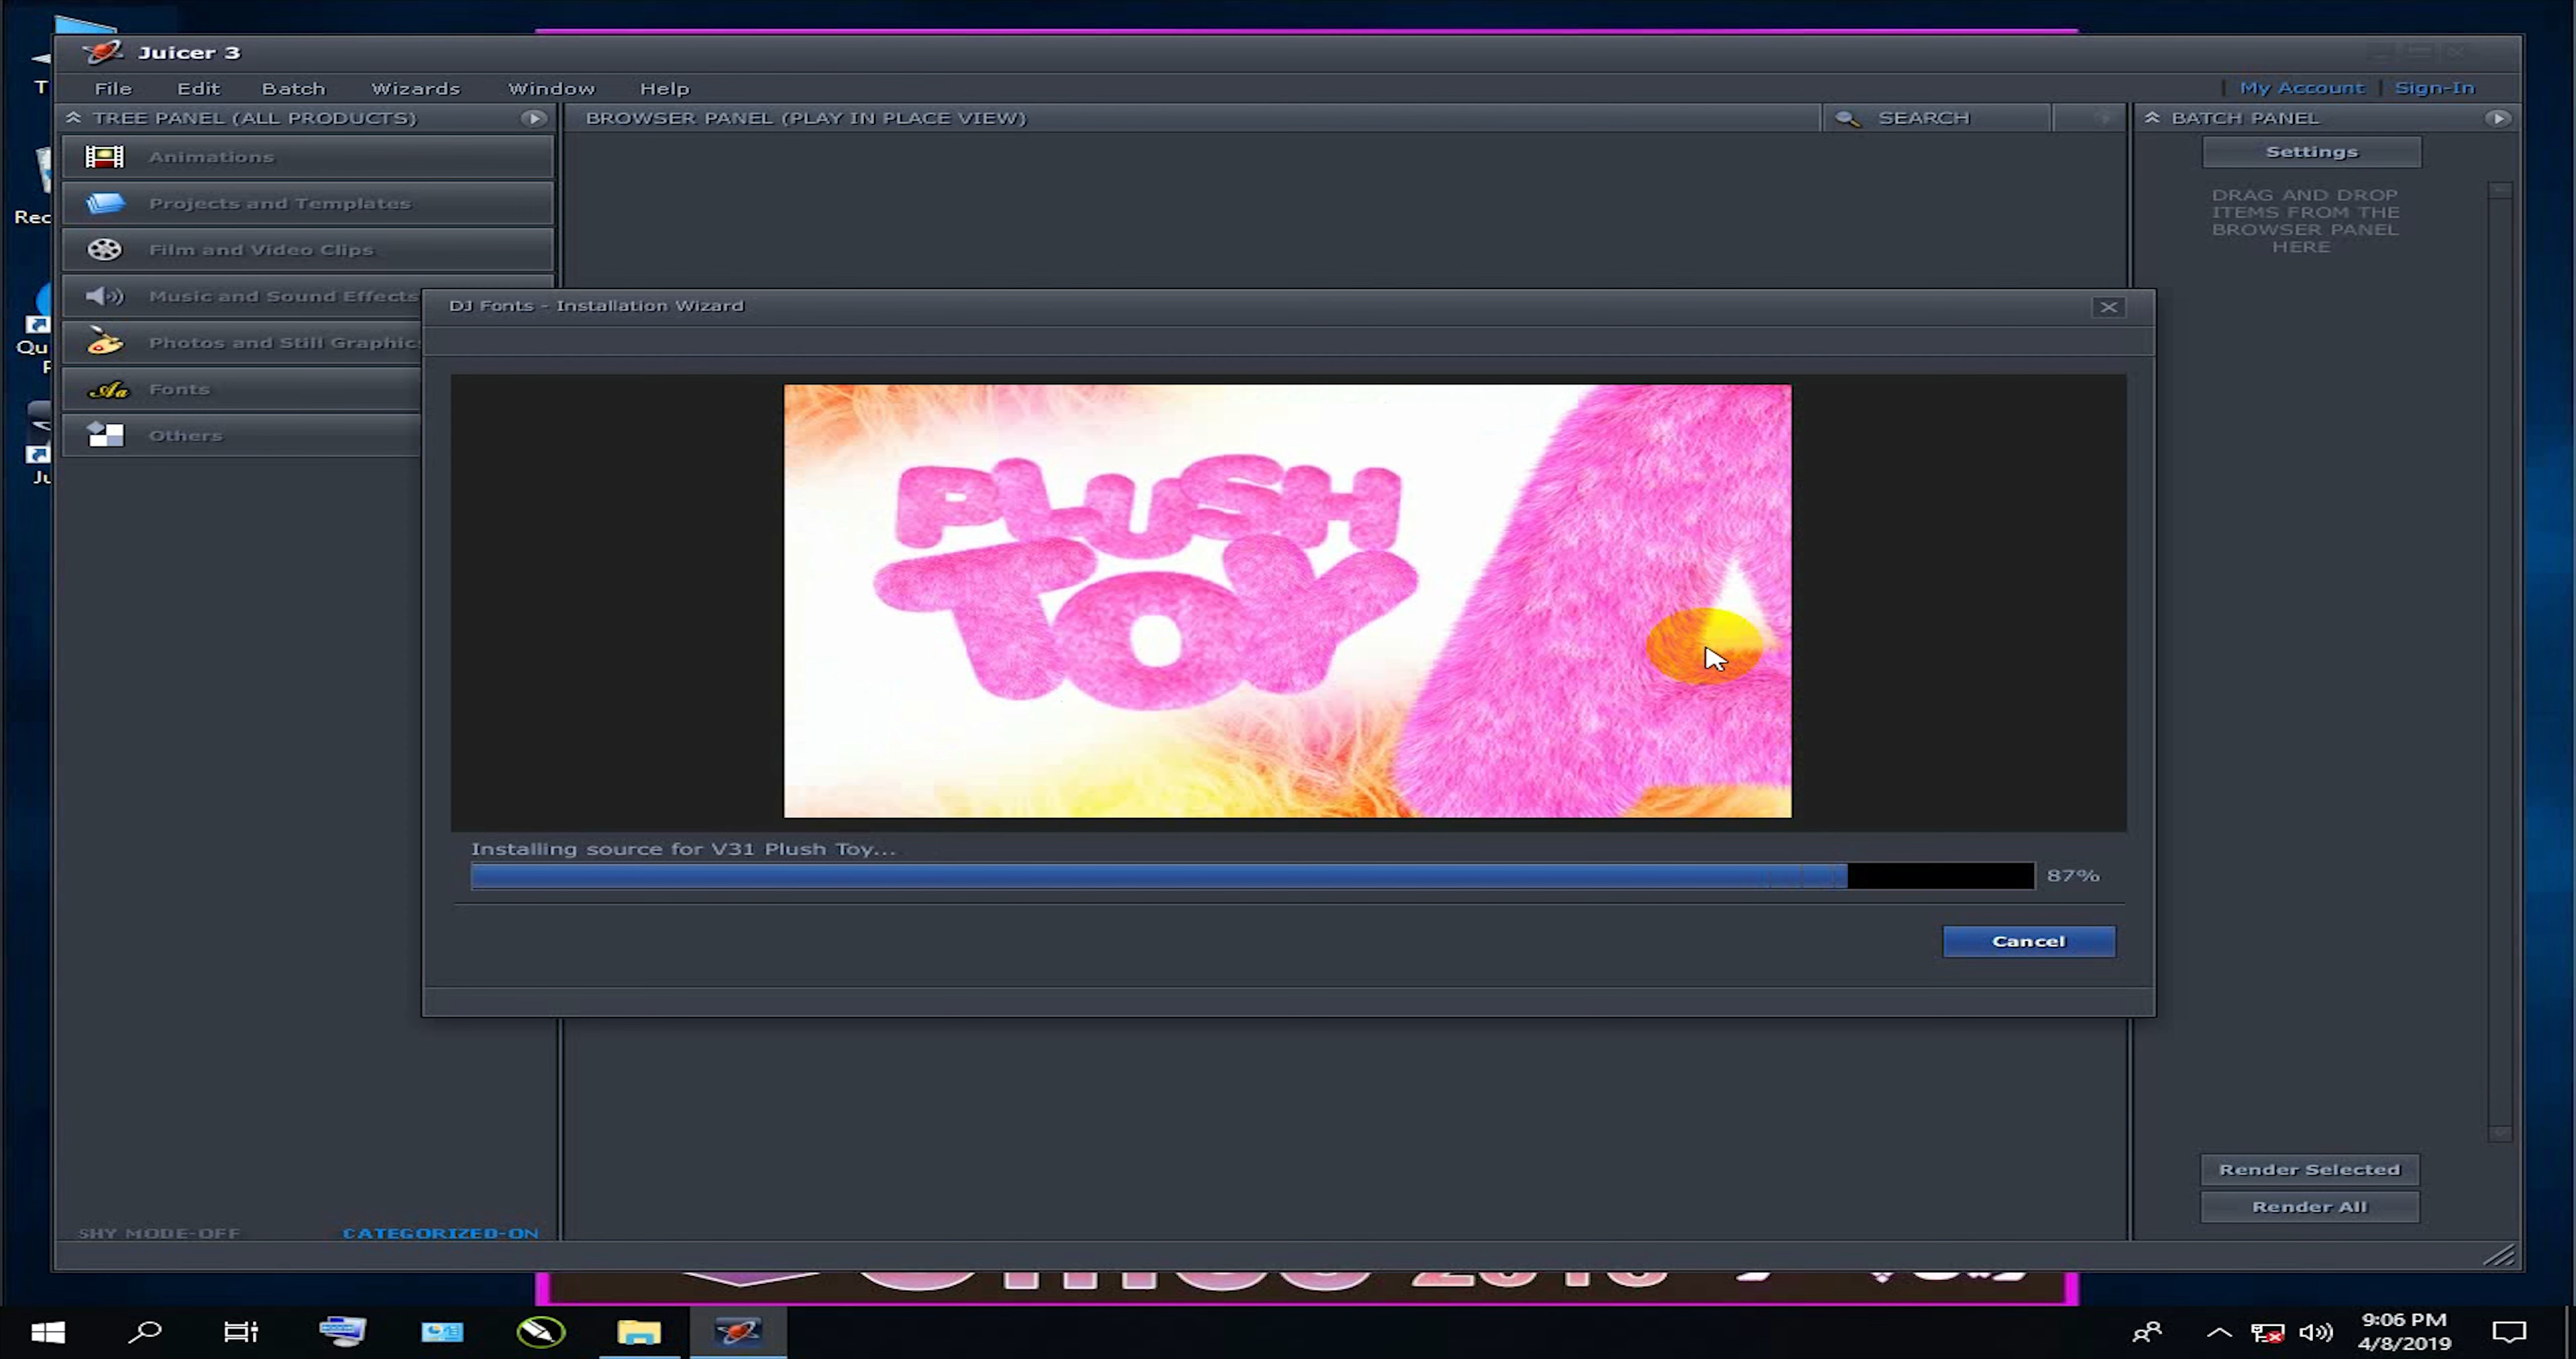 Juicer 3
File Edit Batch Wizards Window Help
My Account | Sign-In
TREE PANEL (ALL PRODUCTS)
BROWSER PANEL (PLAY IN PLACE VIEW)
SEARCH
BATCH PANEL
Animations
Projects and Templates
Film and Video Clips
Music and Sound Effects
Photos and Still Graphic
Fonts
Others
Settings
DRAG AND DROP
ITEMS FROM THE
BROWSER PANEL
HERE
T
Rec
Qu
DJ Fonts - Installation Wizard
PLUSH
TOY
A
Installing source for V31 Plush Toy...
87%
Cancel
Render Selected
Render All
SHY MODE-OFF
CATEGORIZED-ON
9:06 PM
4/8/2019